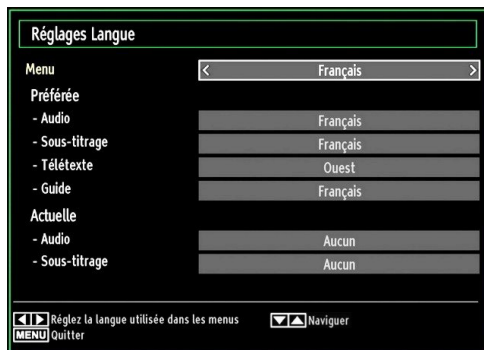 Réglages Langue
Menu < Français >
Préférée
- Audio Français
- Sous-titrage Français
- Télétexte Ouest
- Guide Français
Actuelle
- Audio Aucun
- Sous-titrage Aucun
Réglez la langue utilisée dans les menus Naviguer
MENU Quitter